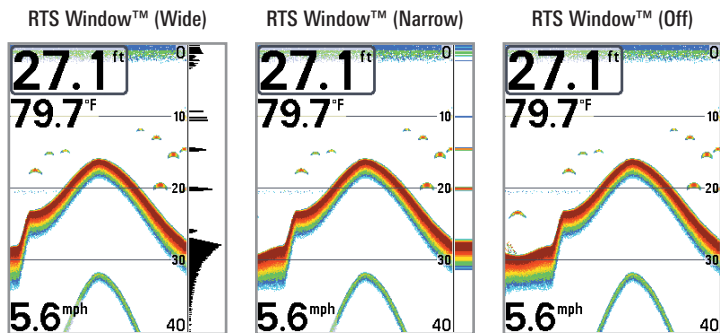 RTS Window™ (Wide)
27.1 ft
79.7 °F
5.6 mph
0
10
20
30
40
RTS Window™ (Narrow)
27.1 ft
79.7 °F
5.6 mph
0
10
20
30
40
RTS Window™ (Off)
27.1 ft
79.7 °F
5.6 mph
0
10
20
30
40